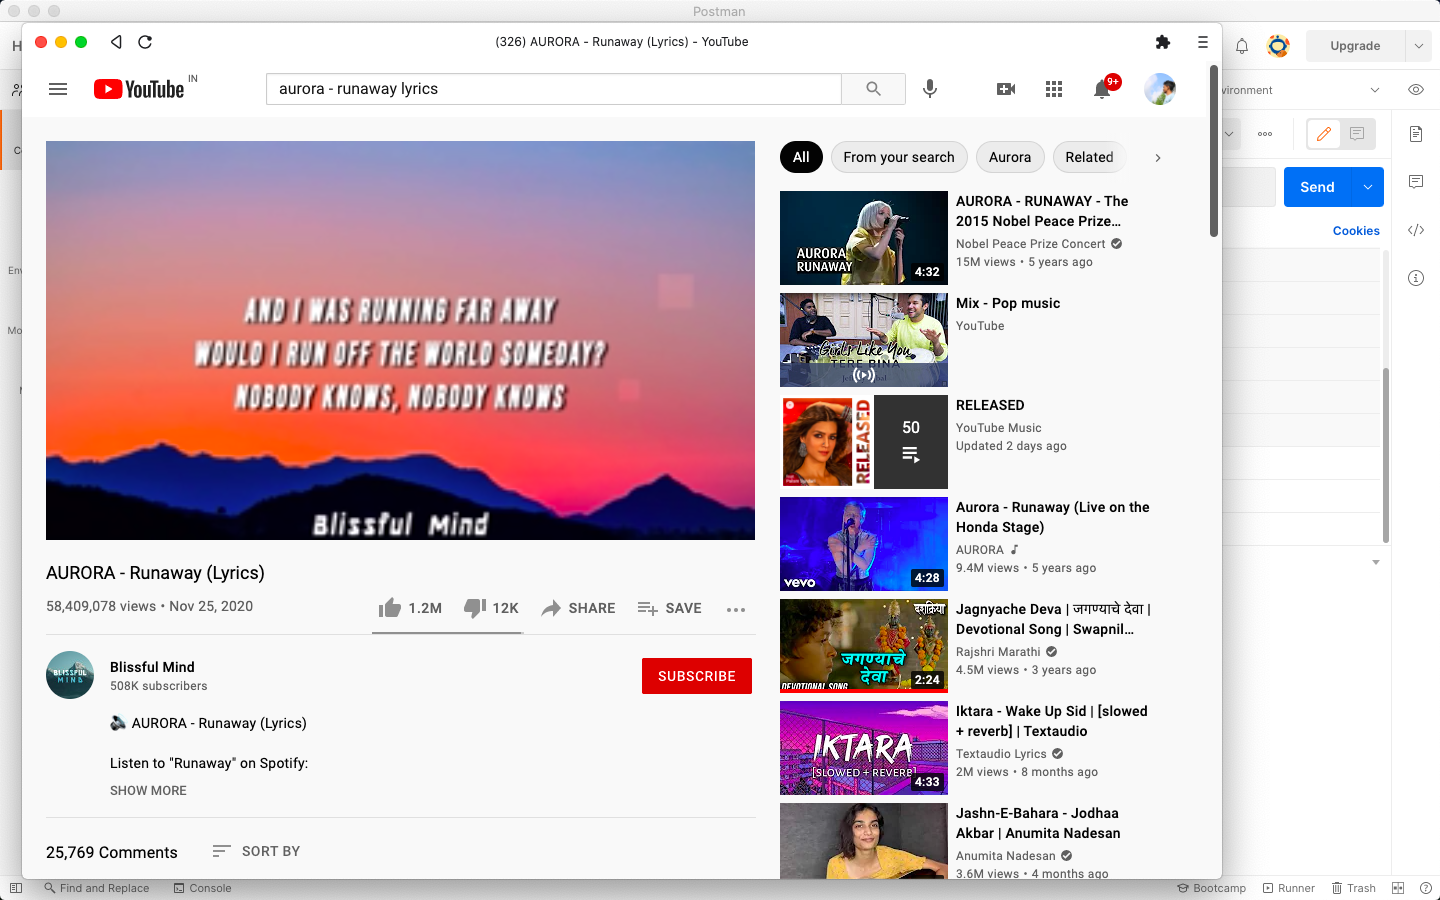 Postman
(326) AURORA - Runaway (Lyrics) - YouTube
H
Upgrade
YouTube IN
aurora - runaway lyrics
9+
vironment
C
AND I WAS RUNNING FAR AWAY
WOULD I RUN OFF THE WORLD SOMEDAY?
NOBODY KNOWS, NOBODY KNOWS
Blissful Mind
AURORA - Runaway (Lyrics)
58,409,078 views • Nov 25, 2020
1.2M
12K
SHARE
SAVE
BLISSFUL
MIND
Blissful Mind
508K subscribers
SUBSCRIBE
AURORA - Runaway (Lyrics)
Listen to "Runaway" on Spotify:
SHOW MORE
25,769 Comments
SORT BY
All
From your search
Aurora
Related
AURORA
RUNAWAY
4:32
AURORA - RUNAWAY - The
2015 Nobel Peace Prize...
Nobel Peace Prize Concert
15M views • 5 years ago
Girls Like You
TERE BINA
Mix - Pop music
YouTube
RELEASED
50
RELEASED
YouTube Music
Updated 2 days ago
vevo
4:28
Aurora - Runaway (Live on the
Honda Stage)
AURORA
9.4M views • 5 years ago
दशक्रिया
जगण्याचे
देवा
DEVOTIONAL SONG
2:24
Jagnyache Deva | जगण्याचे देवा |
Devotional Song | Swapnil...
Rajshri Marathi
4.5M views • 3 years ago
IKTARA
[SLOWED + REVERB]
4:33
Iktara - Wake Up Sid | [slowed
+ reverb] | Textaudio
Textaudio Lyrics
2M views • 8 months ago
Jashn-E-Bahara - Jodhaa
Akbar | Anumita Nadesan
Anumita Nadesan
3.6M views • 4 months ago
Send
Cookies
Env
Mo
Find and Replace
Console
Bootcamp
Runner
Trash